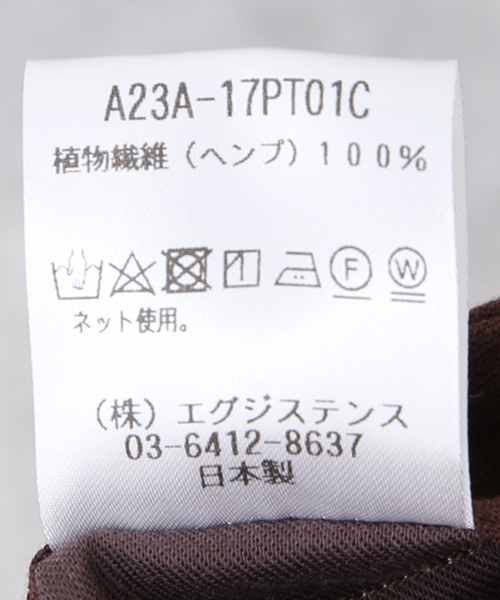 A23A-17PT01C
植物繊維（ヘンプ）１００％
F W
ネット使用。
（株）エグジステンス
03-6412-8637
日本製